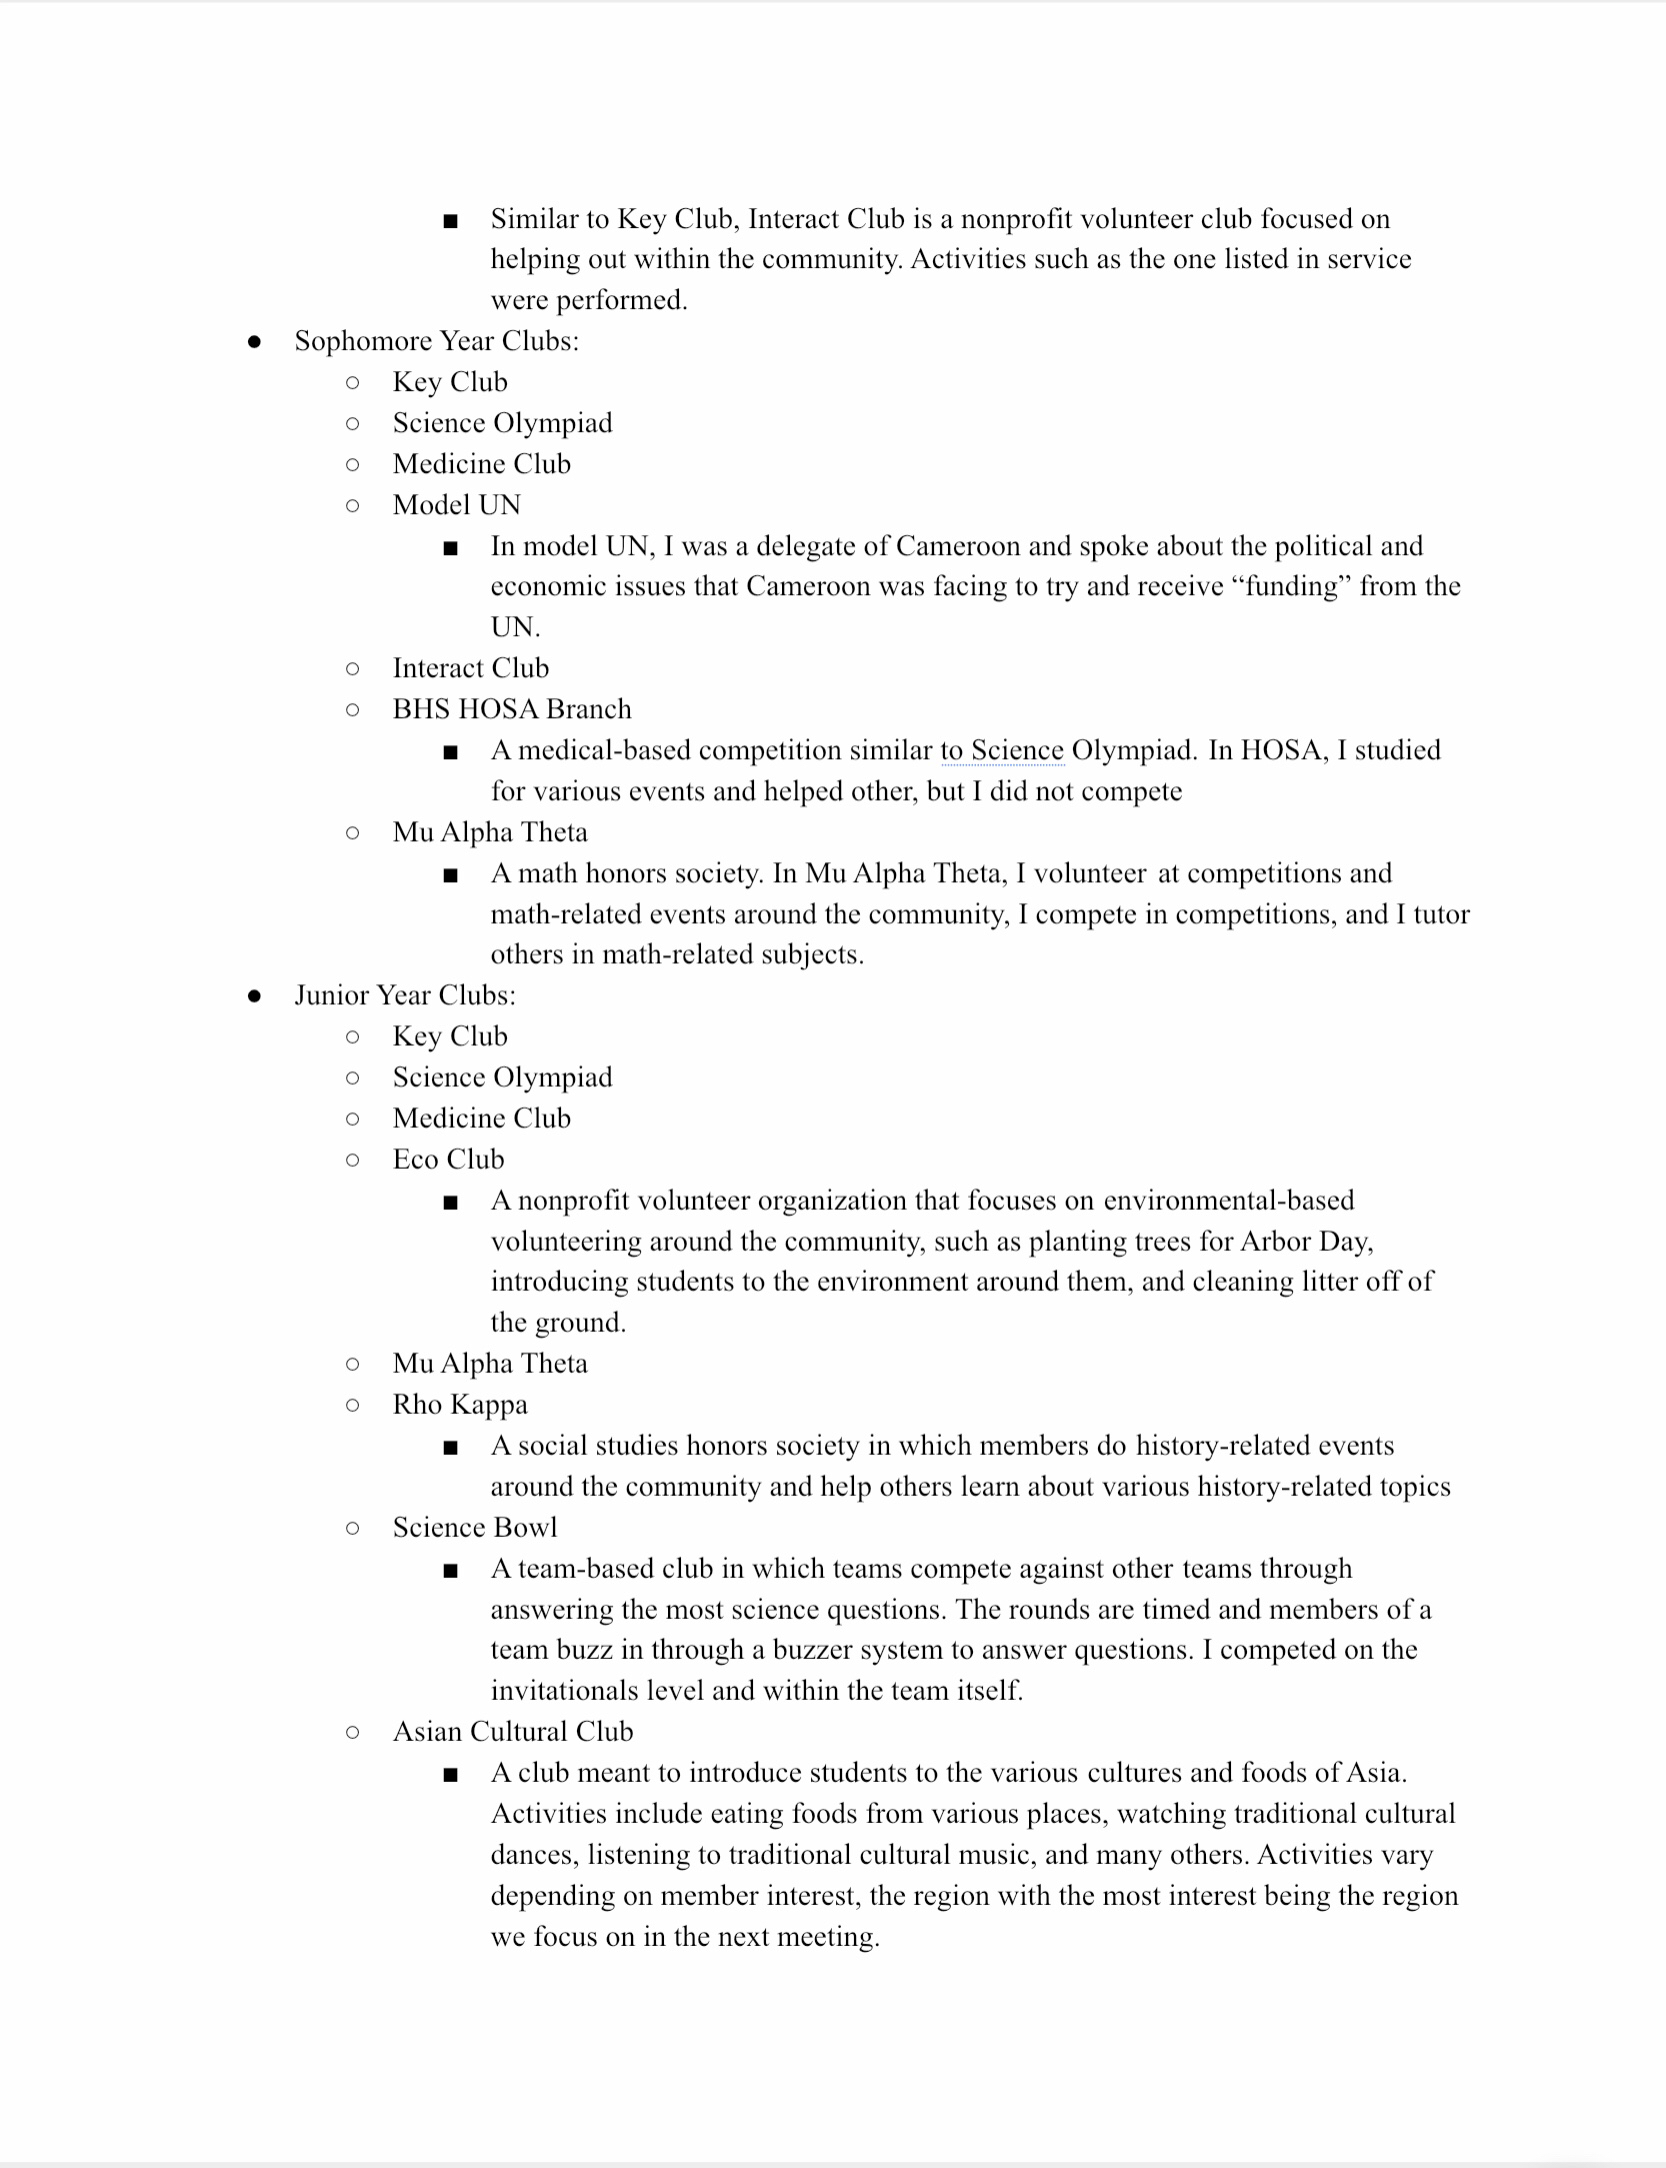 ■ Similar to Key Club, Interact Club is a nonprofit volunteer club focused on
helping out within the community. Activities such as the one listed in service
were performed.
● Sophomore Year Clubs:
○ Key Club
○ Science Olympiad
○ Medicine Club
○ Model UN
■ In model UN, I was a delegate of Cameroon and spoke about the political and
economic issues that Cameroon was facing to try and receive “funding” from the
UN.
○ Interact Club
○ BHS HOSA Branch
■ A medical-based competition similar to Science Olympiad. In HOSA, I studied
for various events and helped other, but I did not compete
○ Mu Alpha Theta
■ A math honors society. In Mu Alpha Theta, I volunteer at competitions and
math-related events around the community, I compete in competitions, and I tutor
others in math-related subjects.
● Junior Year Clubs:
○ Key Club
○ Science Olympiad
○ Medicine Club
○ Eco Club
■ A nonprofit volunteer organization that focuses on environmental-based
volunteering around the community, such as planting trees for Arbor Day,
introducing students to the environment around them, and cleaning litter off of
the ground.
○ Mu Alpha Theta
○ Rho Kappa
■ A social studies honors society in which members do history-related events
around the community and help others learn about various history-related topics
○ Science Bowl
■ A team-based club in which teams compete against other teams through
answering the most science questions. The rounds are timed and members of a
team buzz in through a buzzer system to answer questions. I competed on the
invitationals level and within the team itself.
○ Asian Cultural Club
■ A club meant to introduce students to the various cultures and foods of Asia.
Activities include eating foods from various places, watching traditional cultural
dances, listening to traditional cultural music, and many others. Activities vary
depending on member interest, the region with the most interest being the region
we focus on in the next meeting.